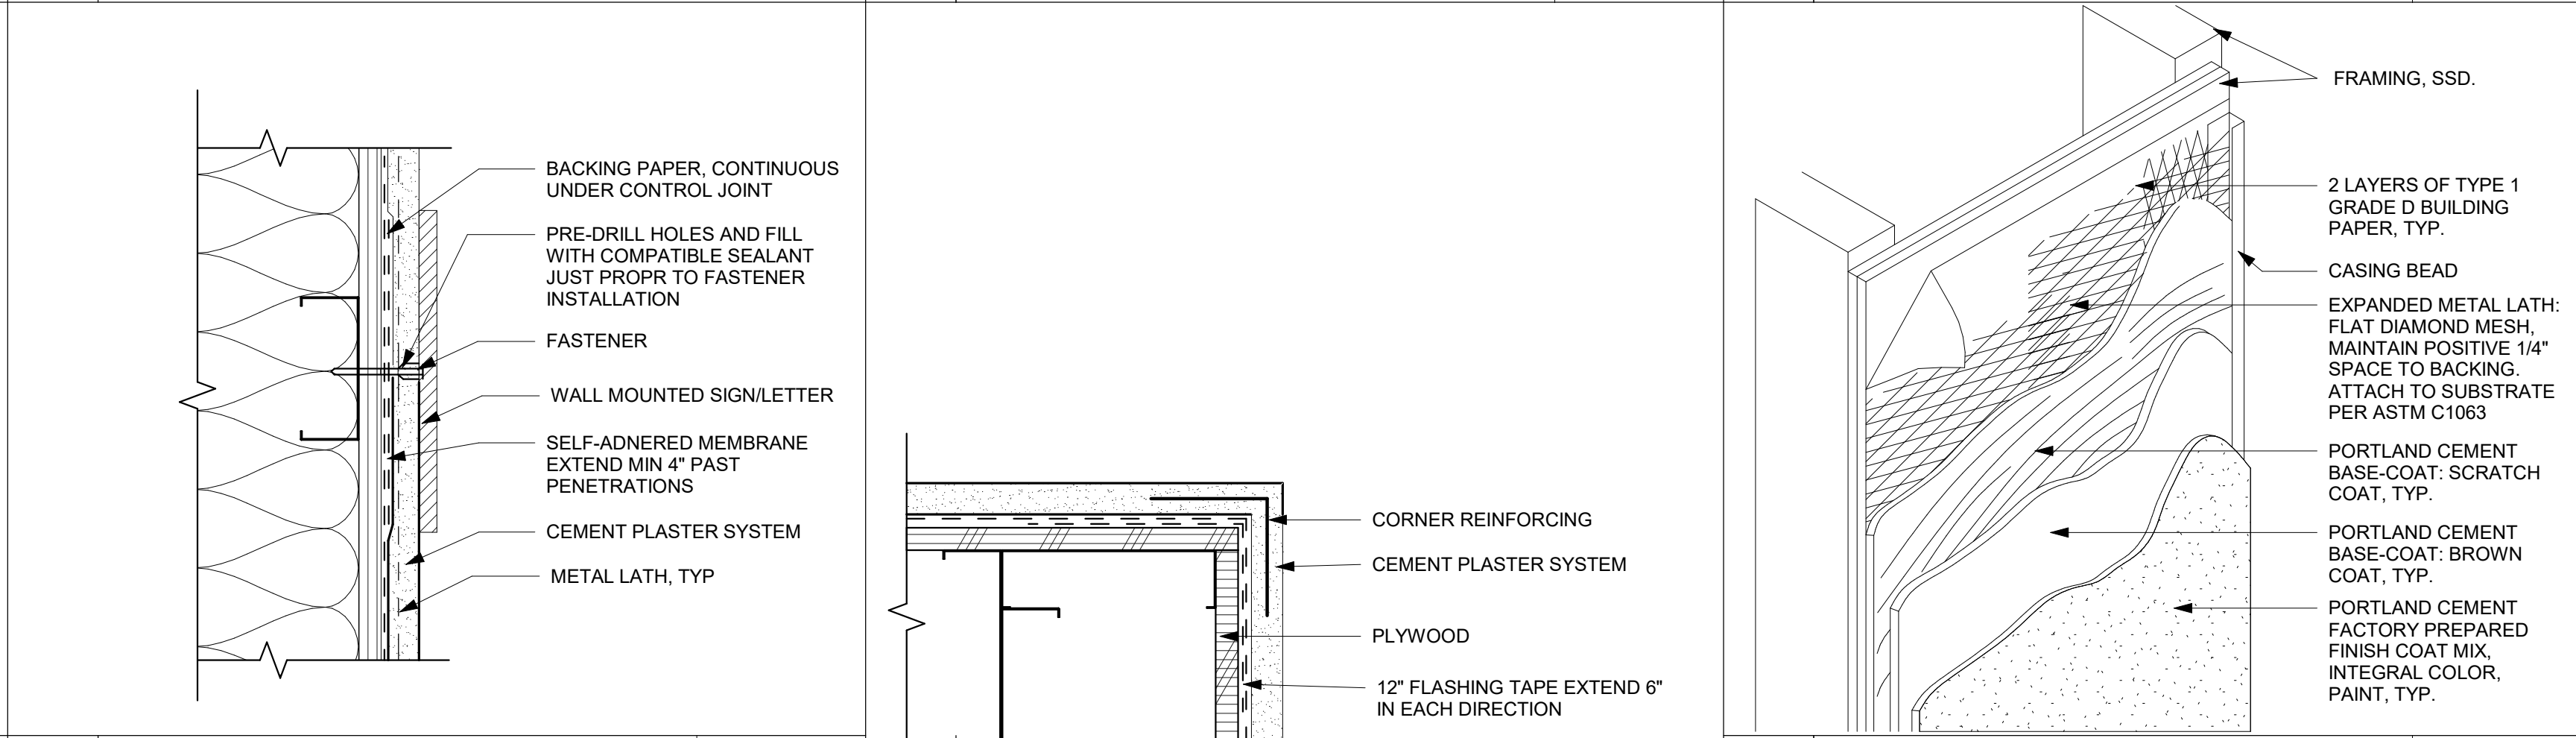 BACKING PAPER, CONTINUOUS
UNDER CONTROL JOINT
PRE-DRILL HOLES AND FILL
WITH COMPATIBLE SEALANT
JUST PROPR TO FASTENER
INSTALLATION
FASTENER
WALL MOUNTED SIGN/LETTER
SELF-ADNERED MEMBRANE
EXTEND MIN 4" PAST
PENETRATIONS
CEMENT PLASTER SYSTEM
METAL LATH, TYP
CORNER REINFORCING
CEMENT PLASTER SYSTEM
PLYWOOD
12" FLASHING TAPE EXTEND 6"
IN EACH DIRECTION
FRAMING, SSD.
2 LAYERS OF TYPE 1
GRADE D BUILDING
PAPER, TYP.
CASING BEAD
EXPANDED METAL LATH:
FLAT DIAMOND MESH,
MAINTAIN POSITIVE 1/4"
SPACE TO BACKING.
ATTACH TO SUBSTRATE
PER ASTM C1063
PORTLAND CEMENT
BASE-COAT: SCRATCH
COAT, TYP.
PORTLAND CEMENT
BASE-COAT: BROWN
COAT, TYP.
PORTLAND CEMENT
FACTORY PREPARED
FINISH COAT MIX,
INTEGRAL COLOR,
PAINT, TYP.